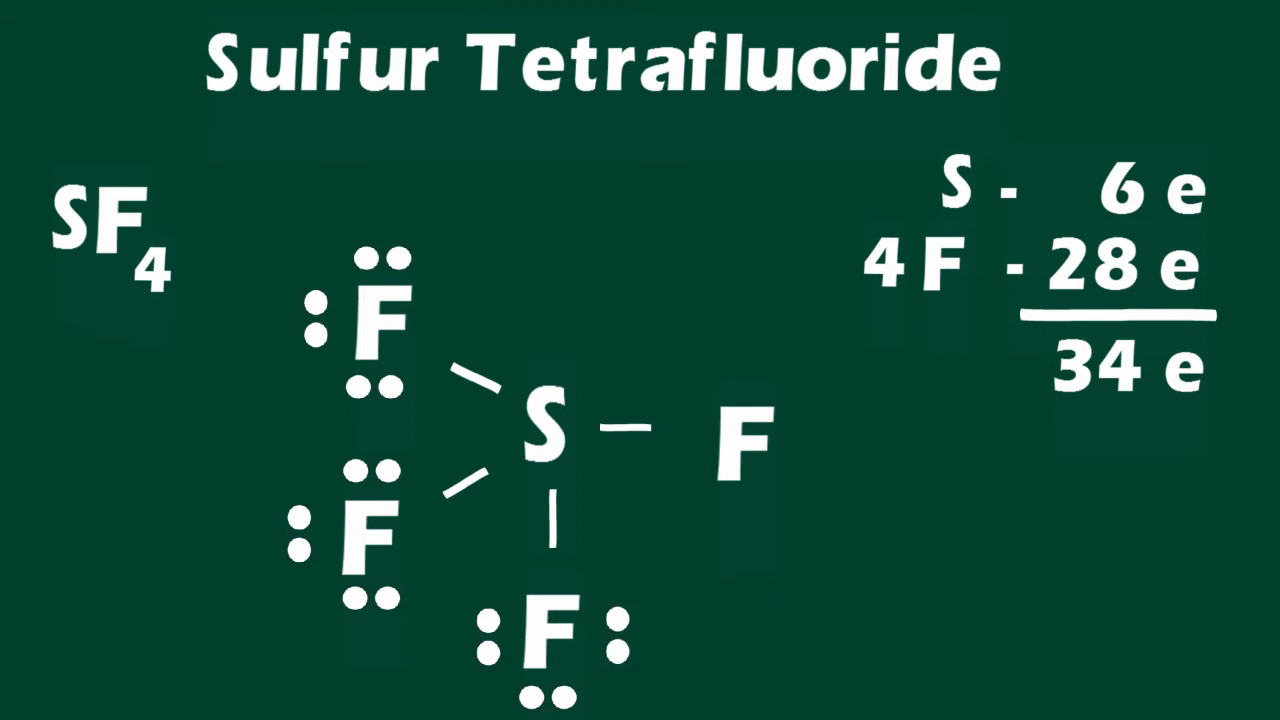 Sulfur Tetrafluoride
SF4
S - 6 e
4 F - 28 e
34 e
F
S
F
F
F